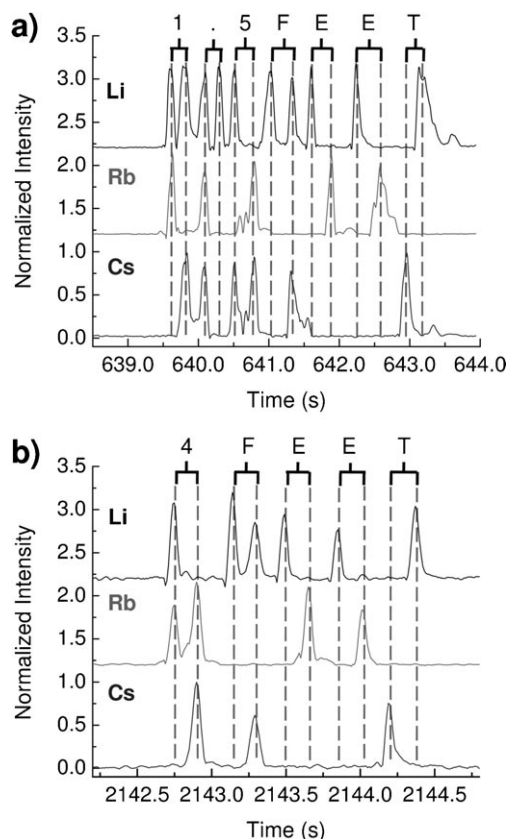 a)
1 . 5 F E E T
Normalized Intensity
3.5
3.0
2.5
2.0
1.5
1.0
0.5
0.0
Li
Rb
Cs
639.0 640.0 641.0 642.0 643.0 644.0
Time (s)
b)
4 F E E T
Normalized Intensity
3.5
3.0
2.5
2.0
1.5
1.0
0.5
0.0
Li
Rb
Cs
2142.5 2143.0 2143.5 2144.0 2144.5
Time (s)